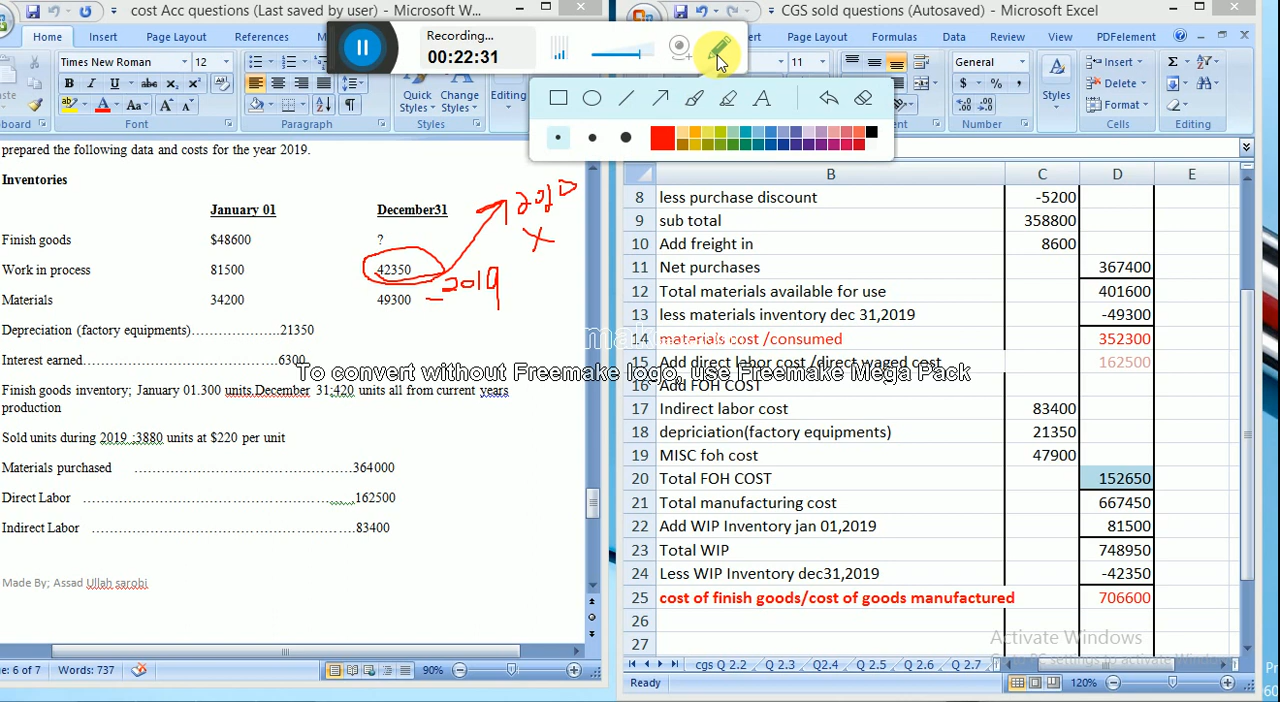 cost Acc questions (Last saved by user) - Microsoft W...
CGS sold questions (Autosaved) - Microsoft Excel
Recording...
00:22:31
Home Insert Page Layout References
Page Layout Formulas Data Review View PDFelement
Times New Roman 12
11
General
Insert
Delete
Format
Quick Styles
Change Styles
Editing
Styles
Font
Paragraph
Styles
Number
Cells
Editing
prepared the following data and costs for the year 2019.
Inventories
January 01 December31
Finish goods $48600 ?
Work in process 81500 42350
Materials 34200 49300
2019
X
Depreciation (factory equipments)......................21350
Interest earned..................................................6300
Finish goods inventory; January 01.300 units.December 31;420 units all from current years
production
Sold units during 2019 ;3880 units at $220 per unit
Materials purchased ..........................................364000
Direct Labor ....................................................162500
Indirect Labor ..................................................83400
Made By; Assad Ullah sarobi
Page: 6 of 7 Words: 737 90%
B C D E
8 less purchase discount -5200
9 sub total 358800
10 Add freight in 8600
11 Net purchases 367400
12 Total materials available for use 401600
13 less materials inventory dec 31,2019 -49300
14 materials cost /consumed 352300
15 Add direct labor cost /direct waged cost 162500
16 Add FOH COST
17 Indirect labor cost 83400
18 depriciation(factory equipments) 21350
19 MISC foh cost 47900
20 Total FOH COST 152650
21 Total manufacturing cost 667450
22 Add WIP Inventory jan 01,2019 81500
23 Total WIP 748950
24 Less WIP Inventory dec31,2019 -42350
25 cost of finish goods/cost of goods manufactured 706600
26
27
To convert without Freemake logo, use Freemake Mega Pack
Activate Windows
Go to PC settings to activate Windows.
cgs Q 2.2 Q 2.3 Q2.4 Q 2.5 Q 2.6 Q 2.7
Ready 120%